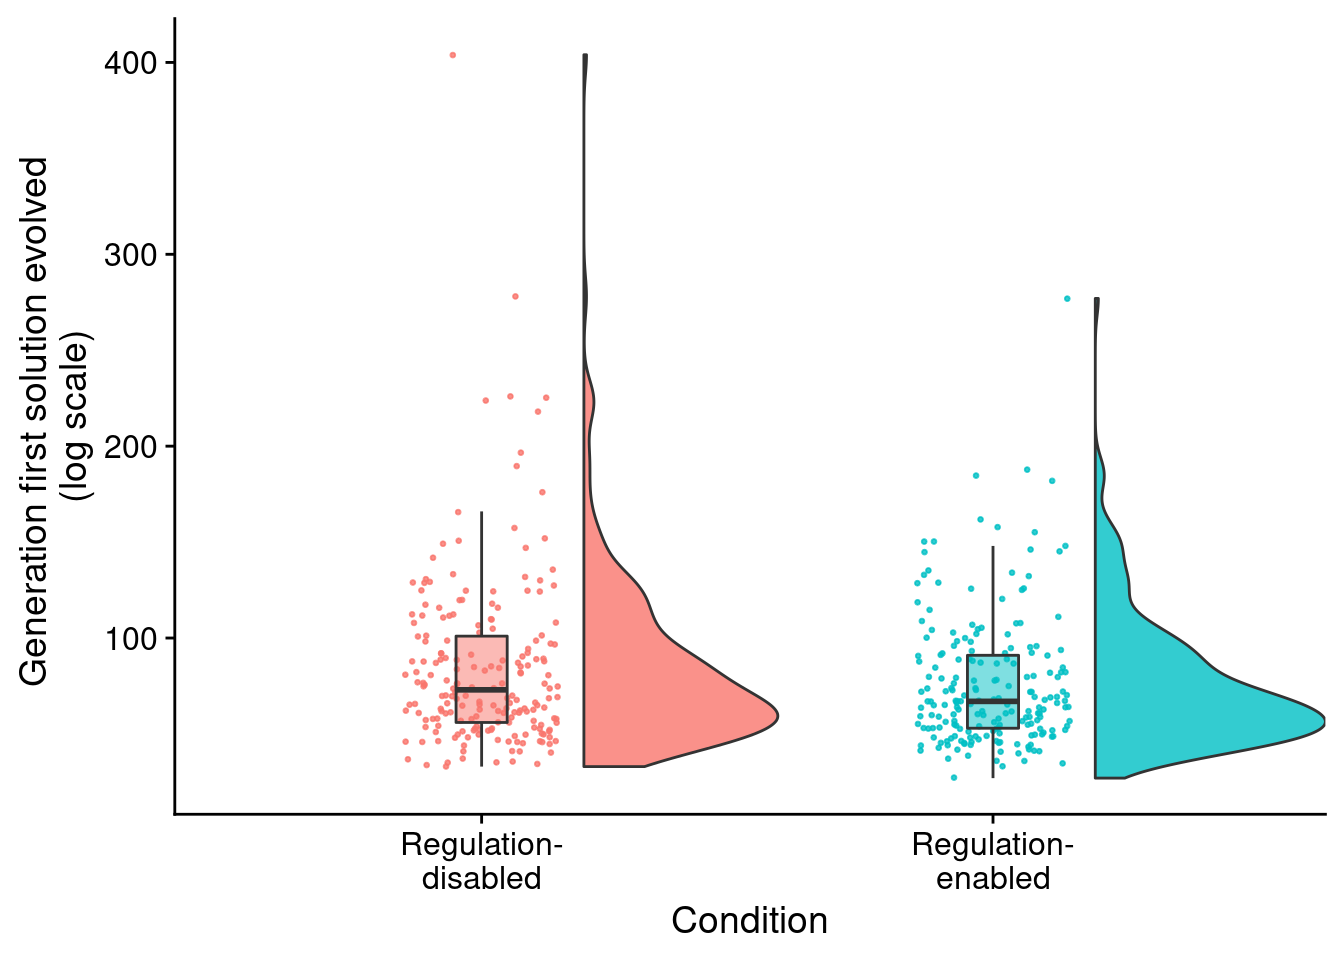 Generation first solution evolved
(log scale)
400
300
200
100
Regulation-
disabled
Regulation-
enabled
Condition